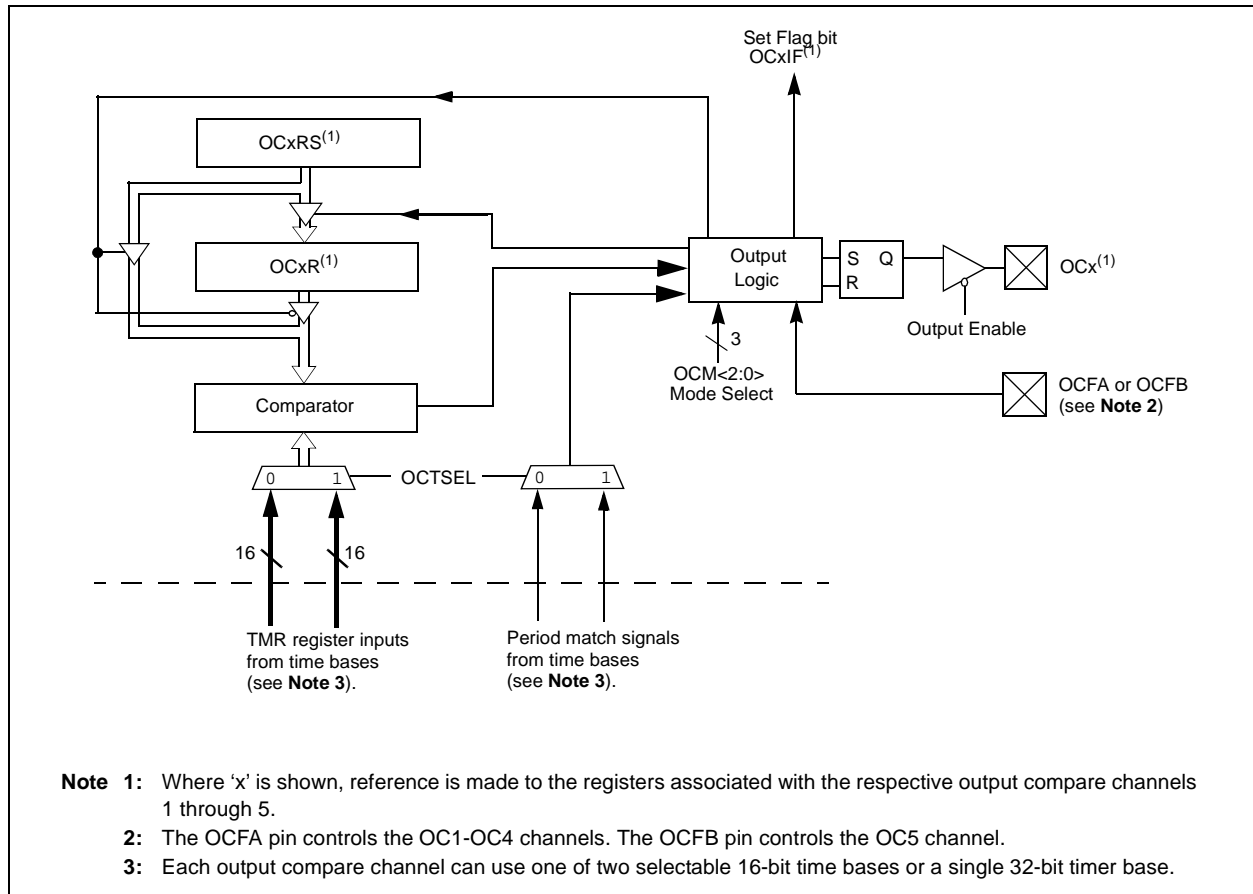 Set Flag bit
OCxIF(1)
OCxRS(1)
OCxR(1)
Output
Logic
S Q
R
OCx(1)
Output Enable
3
OCM<2:0>
Mode Select
OCFA or OCFB
(see Note 2)
Comparator
0 1
OCTSEL
0 1
16 16
TMR register inputs
from time bases
(see Note 3).
Period match signals
from time bases
(see Note 3).
Note 1: Where ‘x’ is shown, reference is made to the registers associated with the respective output compare channels
1 through 5.
2: The OCFA pin controls the OC1-OC4 channels. The OCFB pin controls the OC5 channel.
3: Each output compare channel can use one of two selectable 16-bit time bases or a single 32-bit timer base.